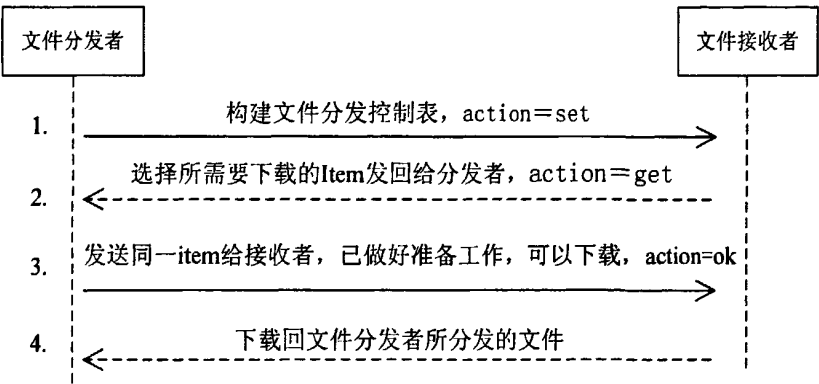 文件分发者
文件接收者
1.
构建文件分发控制表，action＝set
2.
选择所需要下载的Item发回给分发者，action＝get
3.
发送同一item给接收者，已做好准备工作，可以下载，action=ok
4.
下载回文件分发者所分发的文件